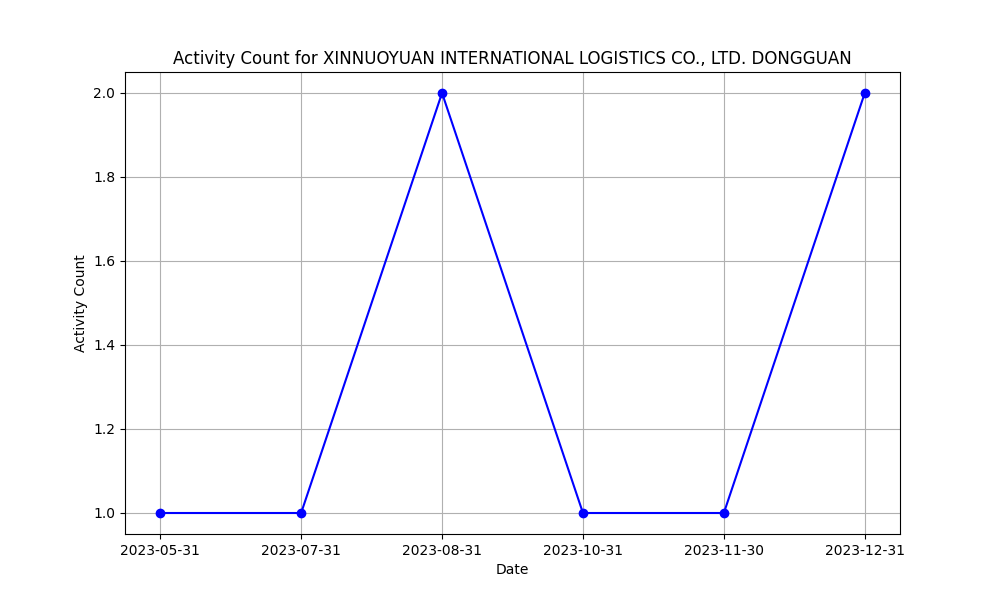 Activity Count for XINNUOYUAN INTERNATIONAL LOGISTICS CO., LTD. DONGGUAN
Activity Count
2.0
1.8
1.6
1.4
1.2
1.0
2023-05-31 2023-07-31 2023-08-31 2023-10-31 2023-11-30 2023-12-31
Date